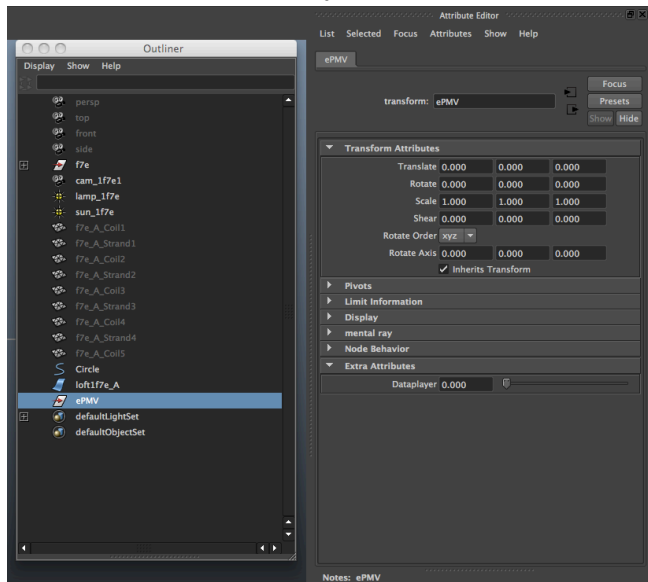 Outliner
Display Show Help
persp
top
front
side
f7e
cam_1f7e1
lamp_1f7e
sun_1f7e
f7e_A_Coil1
f7e_A_Strand1
f7e_A_Coil2
f7e_A_Strand2
f7e_A_Coil3
f7e_A_Strand3
f7e_A_Coil4
f7e_A_Strand4
f7e_A_Coil5
Circle
loft1f7e_A
ePMV
defaultLightSet
defaultObjectSet
Attribute Editor
List Selected Focus Attributes Show Help
ePMV
Focus
transform: ePMV Presets
Show Hide
Transform Attributes
Translate 0.000 0.000 0.000
Rotate 0.000 0.000 0.000
Scale 1.000 1.000 1.000
Shear 0.000 0.000 0.000
Rotate Order xyz
Rotate Axis 0.000 0.000 0.000
Inherits Transform
Pivots
Limit Information
Display
mental ray
Node Behavior
Extra Attributes
Dataplayer 0.000
Notes: ePMV